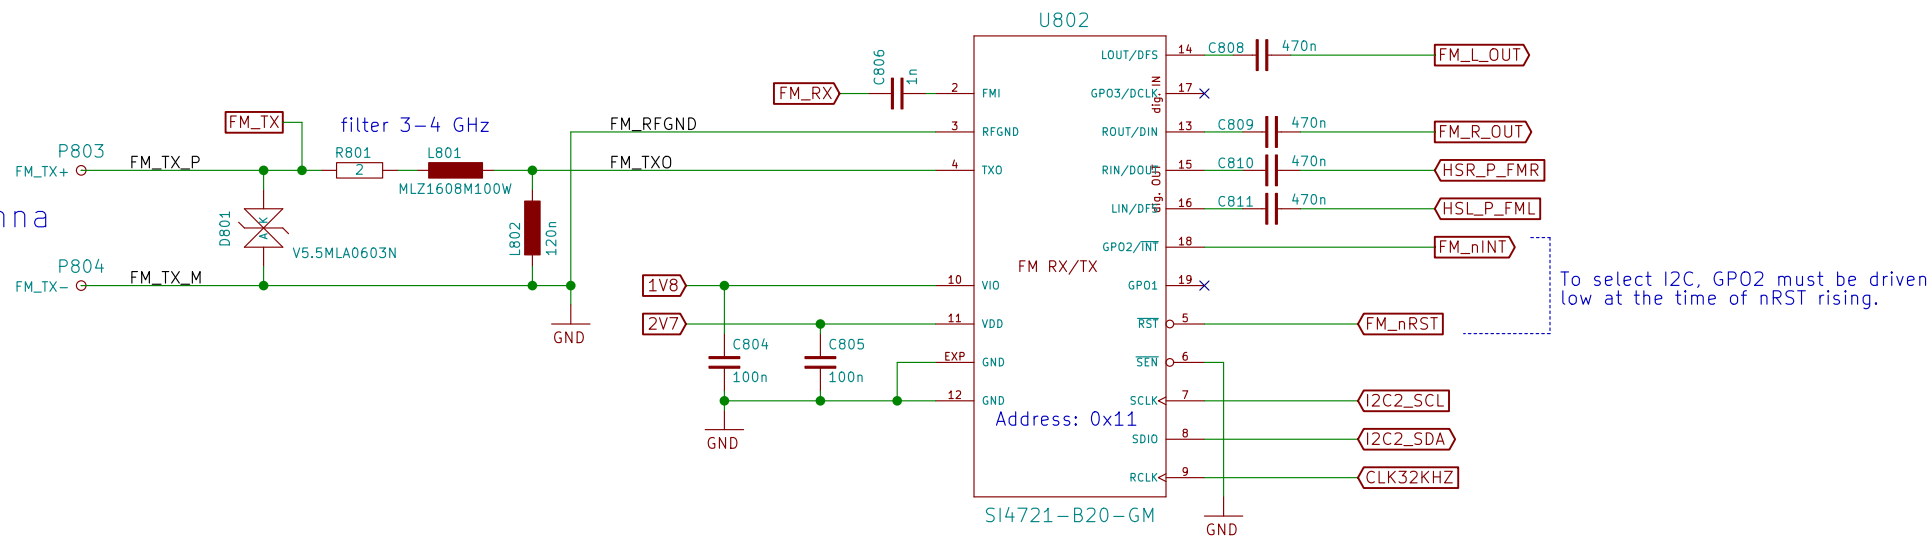 U802
C806
1n
FM_RX
2
FMI
LOUT/DFS
14
C808
470n
FM_L_OUT
GPO3/DCLK
17
dig. IN
FM_TX
filter 3-4 GHz
FM_RFGND
3
RFGND
ROUT/DIN
13
C809
470n
FM_R_OUT
P803
FM_TX+
FM_TX_P
R801
2
L801
MLZ1608M100W
FM_TXO
4
TXO
RIN/DOUT
15
dig. OUT
C810
470n
HSR_P_FMR
nna
D801
A
K
V5.5MLA0603N
L802
120n
LIN/DFS
16
C811
470n
HSL_P_FML
GPO2/INT
18
FM_nINT
FM RX/TX
P804
FM_TX-
FM_TX_M
GND
1V8
10
VIO
GPO1
19
To select I2C, GPO2 must be driven
low at the time of nRST rising.
2V7
11
VDD
RST
5
FM_nRST
C804
100n
C805
100n
EXP
GND
SEN
6
12
GND
SCLK
7
I2C2_SCL
GND
Address: 0x11
SDIO
8
I2C2_SDA
RCLK
9
CLK32KHZ
SI4721-B20-GM
GND